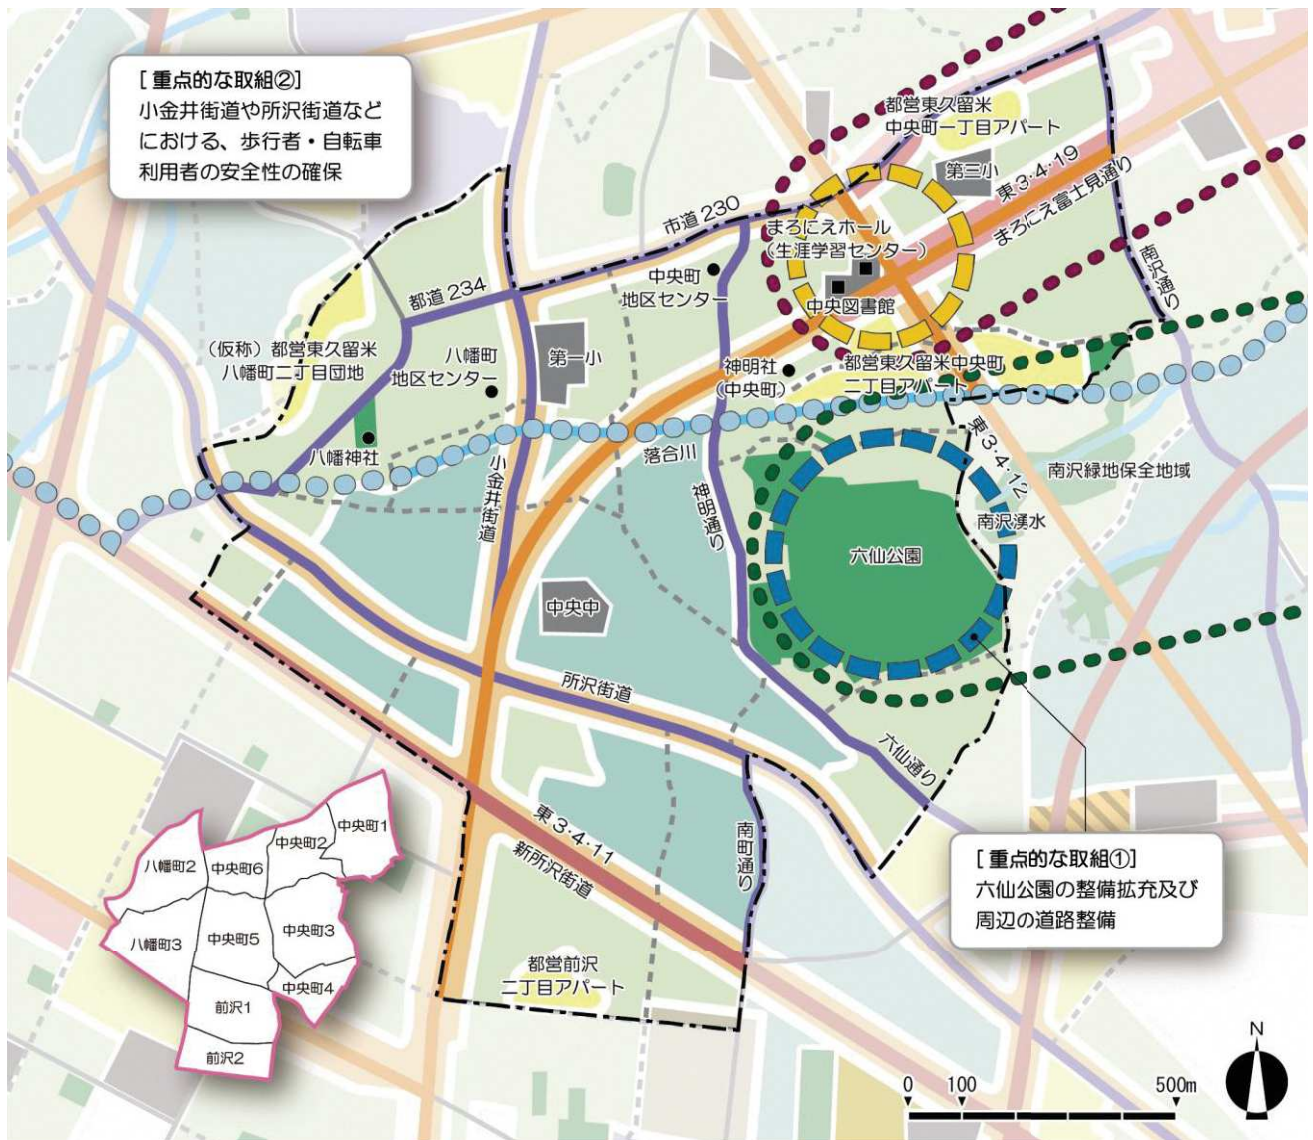 [重点的な取組②]
小金井街道や所沢街道など
における、歩行者・自転車
利用者の安全性の確保
都営東久留米
中央町一丁目アパート
第三小
東3・4・19
まろにえ富士見通り
市道230
まろにえホール
(生涯学習センター)
中央図書館
南沢通り
中央町
地区センター
都道234
(仮称)都営東久留米
八幡町二丁目団地
八幡町
地区センター
第一小
神明社
(中央町)
都営東久留米中央町
二丁目アパート
八幡神社
落合川
小金井街道
神明通り
東3・4・12
南沢緑地保全地域
南沢湧水
六仙公園
中央中
所沢街道
六仙通り
東3・4・11
新所沢街道
南町通り
[重点的な取組①]
六仙公園の整備拡充及び
周辺の道路整備
都営前沢
二丁目アパート
中央町1
中央町2
八幡町2
中央町6
八幡町3
中央町5
中央町3
中央町4
前沢1
前沢2
N
0 100 500m